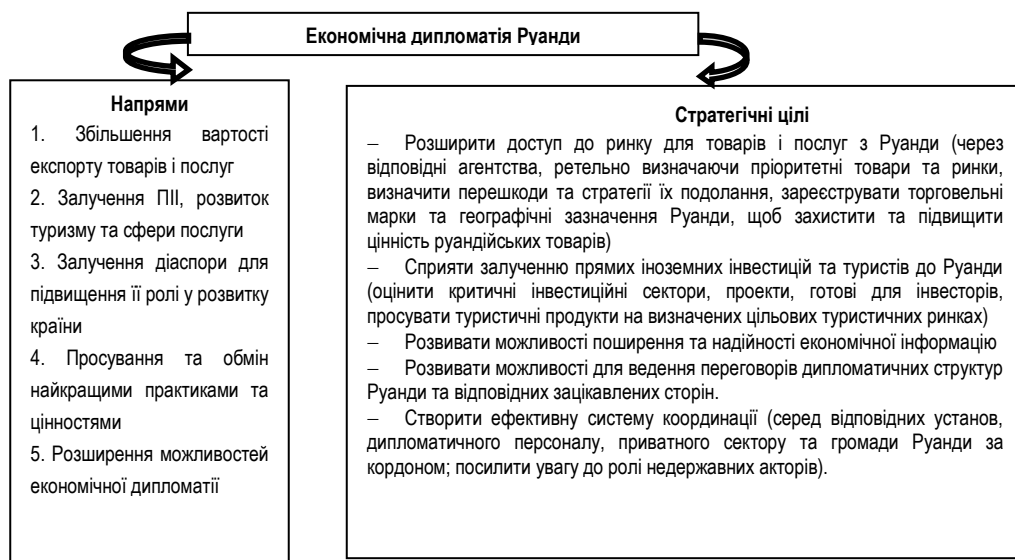 Економічна дипломатія Руанди
Напрями
1. Збільшення вартості
експорту товарів і послуг
2. Залучення ПІІ, розвиток
туризму та сфери послуги
3. Залучення діаспори для
підвищення її ролі у розвитку
країни
4. Просування та обмін
найкращими практиками та
цінностями
5. Розширення можливостей
економічної дипломатії
Стратегічні цілі
– Розширити доступ до ринку для товарів і послуг з Руанди (через
відповідні агентства, ретельно визначаючи пріоритетні товари та ринки,
визначити перешкоди та стратегії їх подолання, зареєструвати торговельні
марки та географічні зазначення Руанди, щоб захистити та підвищити
цінність руандійських товарів)
– Сприяти залученню прямих іноземних інвестицій та туристів до Руанди
(оцінити критичні інвестиційні сектори, проекти, готові для інвесторів,
просувати туристичні продукти на визначених цільових туристичних ринках)
– Розвивати можливості поширення та надійності економічної інформацію
– Розвивати можливості для ведення переговорів дипломатичних структур
Руанди та відповідних зацікавлених сторін.
– Створити ефективну систему координації (серед відповідних установ,
дипломатичного персоналу, приватного сектору та громади Руанди за
кордоном; посилити увагу до ролі недержавних акторів).